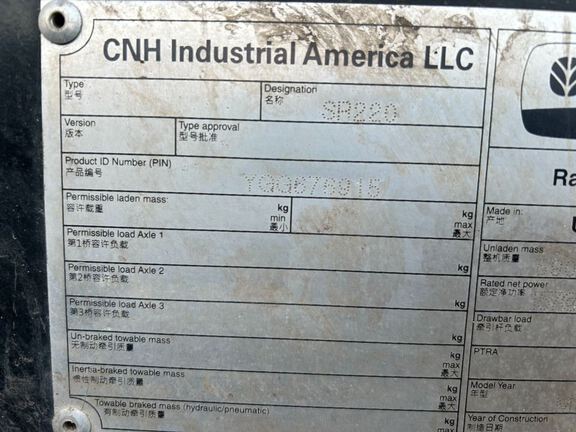 CNH Industrial America LLC
Type
型号
Designation
名称
SR220
Version
版本
Type approval
型号批准
Product ID Number (PIN)
产品编号
Permissible laden mass:
容许载重
kg
min
最小
kg
max
最大
Permissible load Axle 1
第1桥容许负载
kg
Permissible load Axle 2
第2桥容许负载
kg
Permissible load Axle 3
第3桥容许负载
kg
Un-braked towable mass
无制动牵引质量
kg
max
最大
Inertia-braked towable mass
惯性制动牵引质量
kg
max
最大
Towable braked mass (hydraulic/pneumatic)
有制动牵引质量
kg
max
Ra
Made in:
产地
Unladen mass
整机质量
Rated net power
额定净功率
Drawbar load
牵引杆负载
PTRA
Model Year
年型
Year of Construction
制造日期